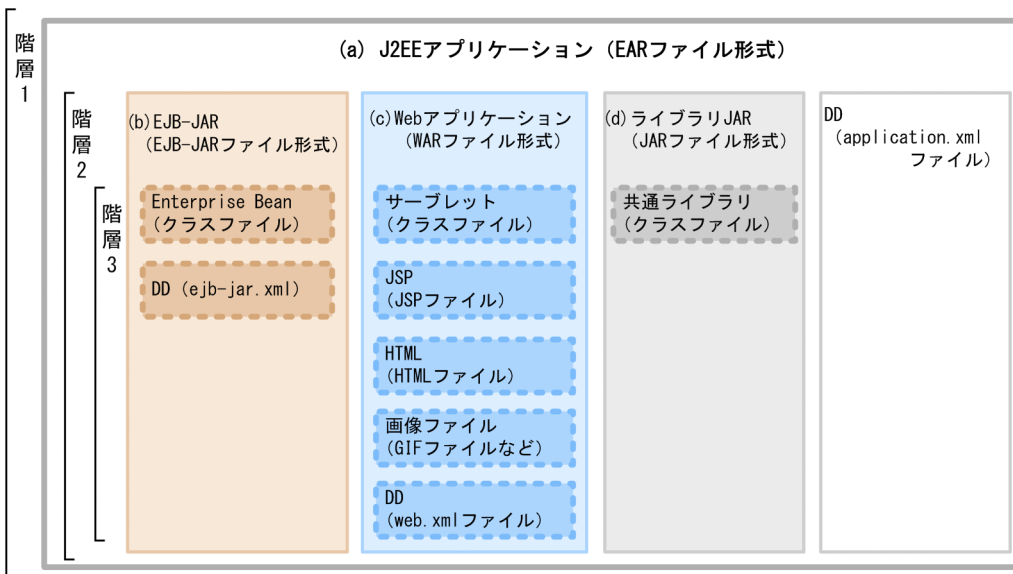 階
層
1
(a) J2EEアプリケーション (EARファイル形式)
階
層
2
(b)EJB-JAR
(EJB-JARファイル形式)
(c)Webアプリケーション
(WARファイル形式)
(d)ライブラリJAR
(JARファイル形式)
DD
(application.xml
ファイル)
階
層
3
Enterprise Bean
(クラスファイル)
DD (ejb-jar.xml)
サーブレット
(クラスファイル)
JSP
(JSPファイル)
HTML
(HTMLファイル)
画像ファイル
(GIFファイルなど)
DD
(web.xmlファイル)
共通ライブラリ
(クラスファイル)